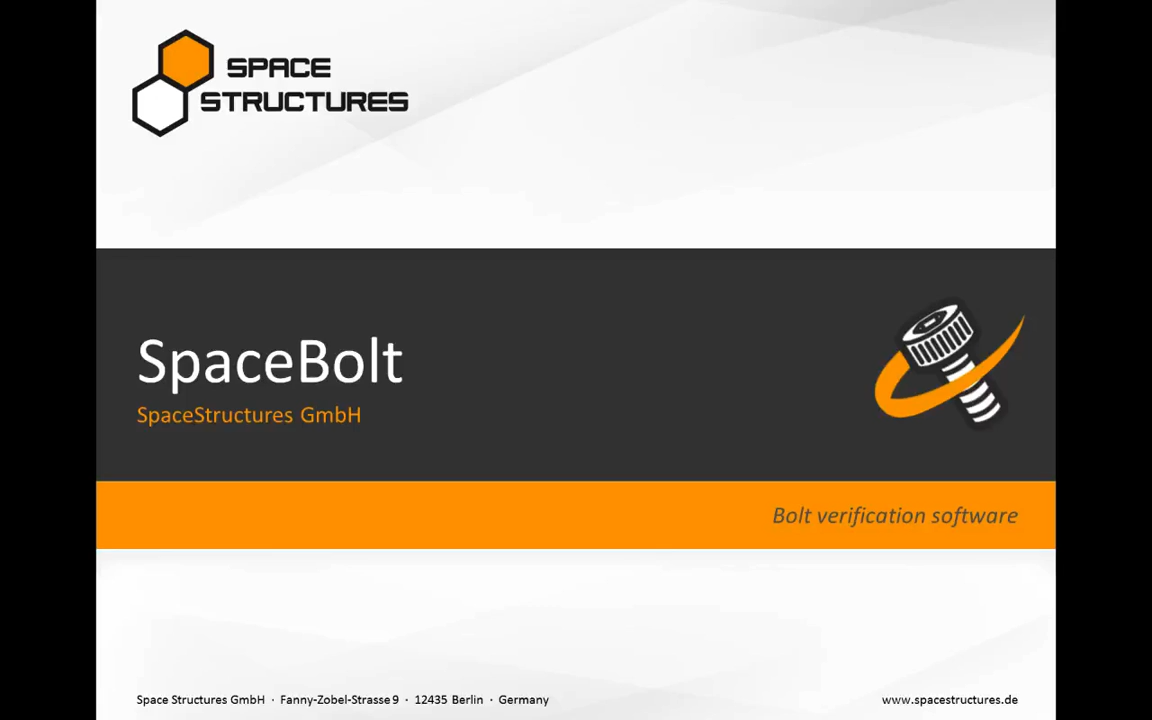 SPACE
STRUCTURES
SpaceBolt
SpaceStructures GmbH
Bolt verification software
Space Structures GmbH · Fanny-Zobel-Strasse 9 · 12435 Berlin · Germany
www.spacestructures.de